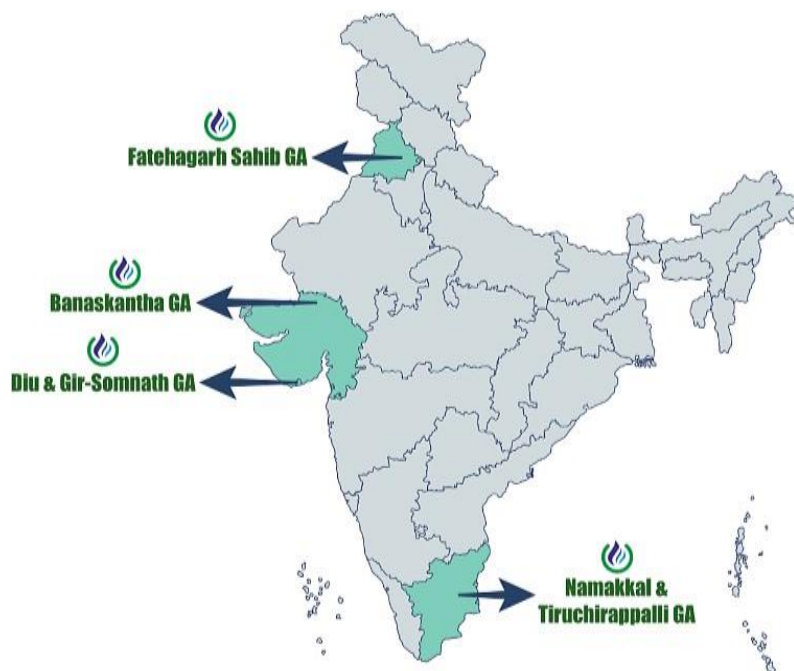 Fatehagarh Sahib GA
Banaskantha GA
Diu & Gir-Somnath GA
Namakkal &
Tiruchirappalli GA